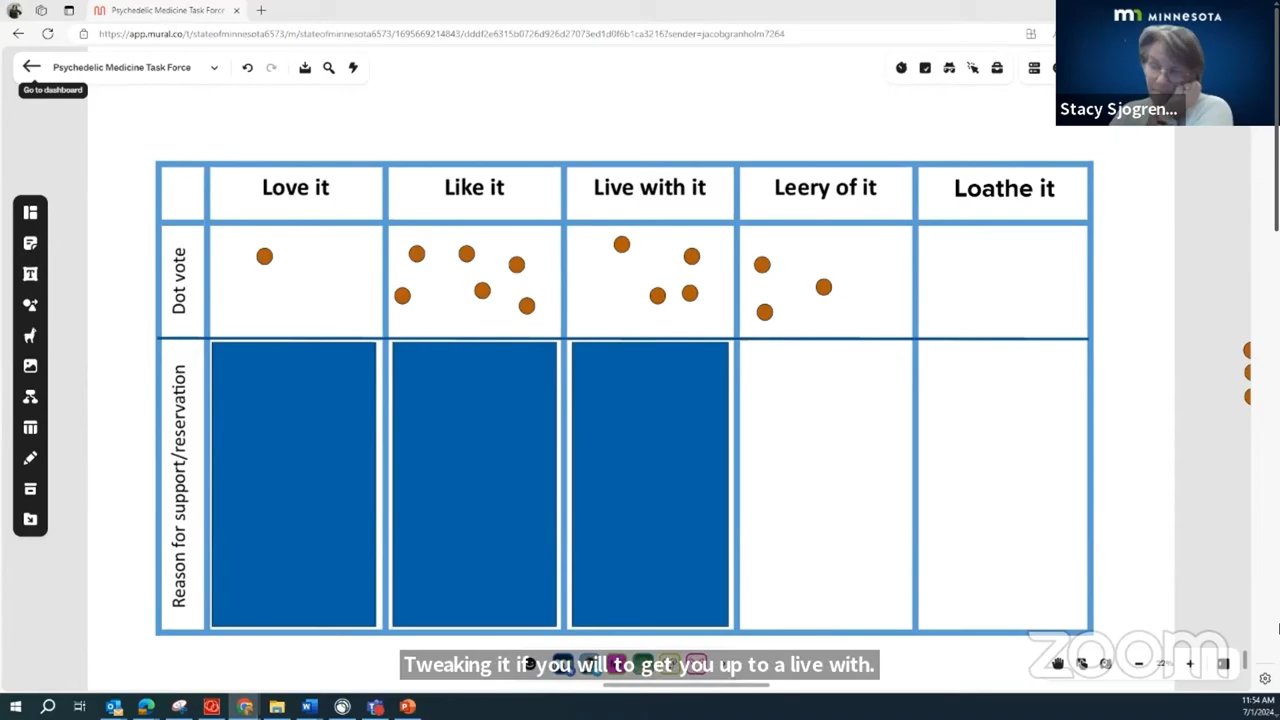 Psychedelic Medicine Task Force
https://app.mural.co/t/stateofminnesota6573/m/stateofminnesota6573/1695669214843/dddf2e6315b0726d926d27073ed1d0f6b1ca3216?sender=jacobgranholm7264
MINNESOTA
Psychedelic Medicine Task Force
Go to dashboard
Stacy Sjogren...
Love it
Like it
Live with it
Leery of it
Loathe it
Dot vote
Reason for support/reservation
Tweaking it if you will to get you up to a live with.
zoom
22%
11:54 AM
7/1/2024